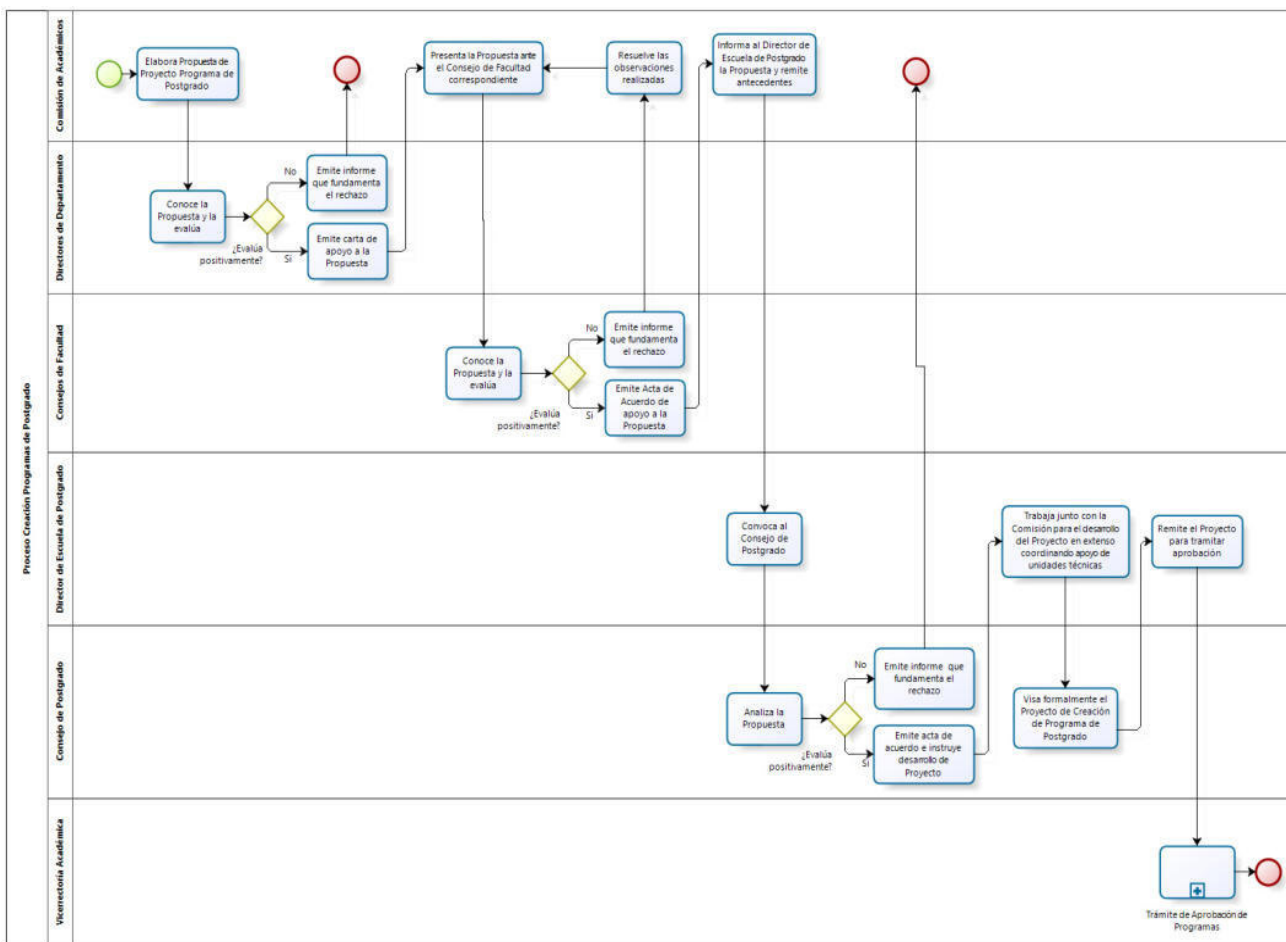 Proceso Creación Programas de Postgrado
Comisión de Académicos
Elabora Propuesta de
Proyecto Programa de
Postgrado
Presenta la Propuesta ante
el Consejo de Facultad
correspondiente
Resuelve las
observaciones
realizadas
Informa al Director de
Escuela de Postgrado
la Propuesta y remite
antecedentes
Directores de Departamento
Conoce la
Propuesta y la
evalúa
¿Evalúa
positivamente?
No
Emite informe
que fundamenta
el rechazo
Si
Emite carta de
apoyo a la
Propuesta
Consejos de Facultad
Conoce la
Propuesta y la
evalúa
¿Evalúa
positivamente?
No
Emite informe
que fundamenta
el rechazo
Si
Emite Acta de
Acuerdo de
apoyo a la
Propuesta
Director de Escuela de Postgrado
Convoca al
Consejo de
Postgrado
Trabaja junto con la
Comisión para el desarrollo
del Proyecto en extenso
coordinando apoyo de
unidades técnicas
Remite el Proyecto
para tramitar
aprobación
Consejo de Postgrado
Analiza la
Propuesta
¿Evalúa
positivamente?
No
Emite informe que
fundamenta el
rechazo
Si
Emite acta de
acuerdo e instruye
desarrollo de
Proyecto
Visa formalmente el
Proyecto de Creación
de Programa de
Postgrado
Vicerrectoría Académica
Trámite de Aprobación de
Programas